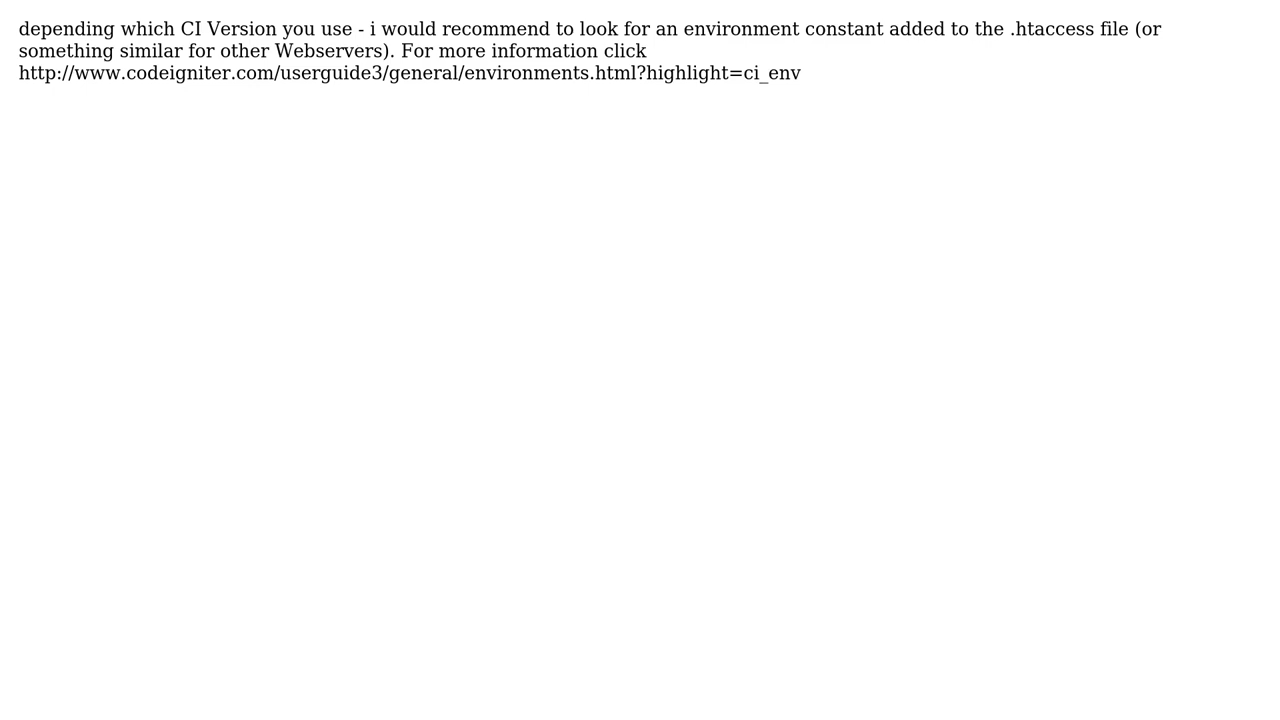 depending which CI Version you use - i would recommend to look for an environment constant added to the .htaccess file (or
something similar for other Webservers). For more information click
http://www.codeigniter.com/userguide3/general/environments.html?highlight=ci_env